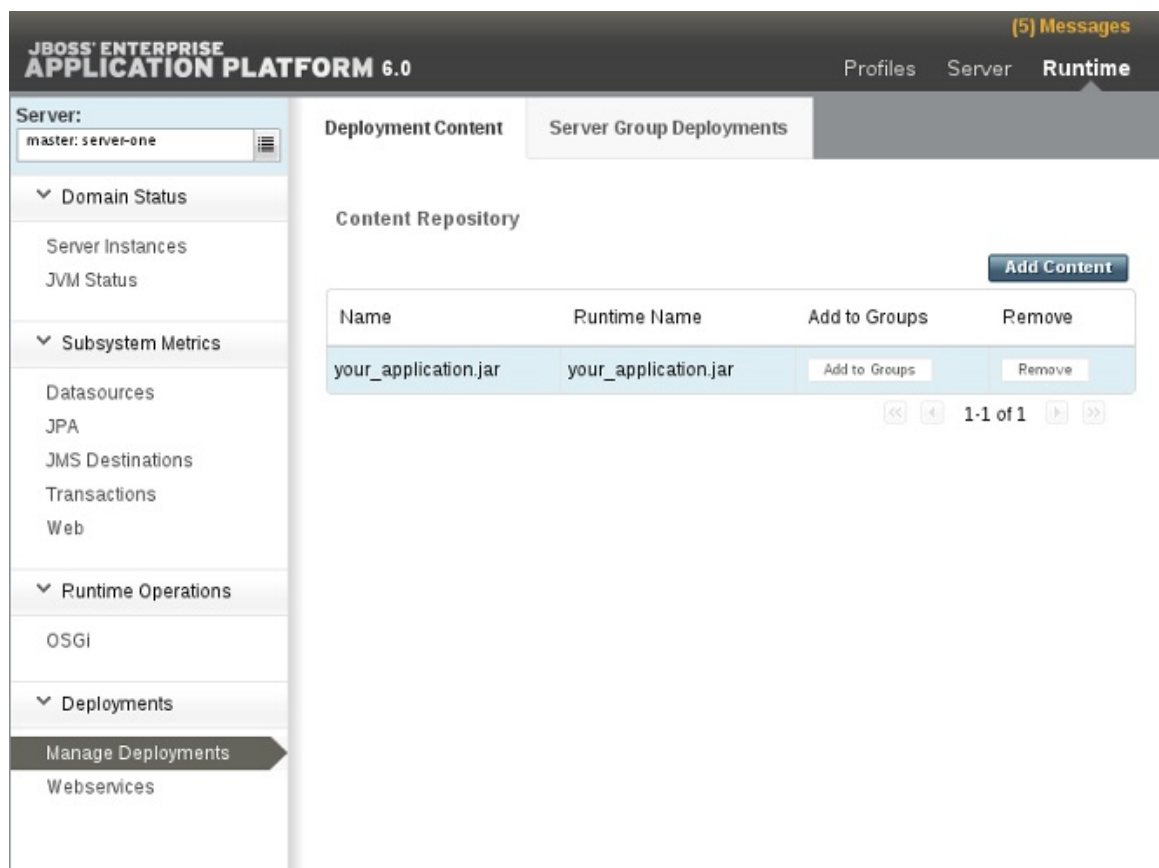 (5) Messages
JBOSS' ENTERPRISE
APPLICATION PLATFORM 6.0
Profiles Server Runtime
Server:
master: server-one
Deployment Content Server Group Deployments
Domain Status
Server Instances
JVM Status
Subsystem Metrics
Datasources
JPA
JMS Destinations
Transactions
Web
Runtime Operations
OSGi
Deployments
Manage Deployments
Webservices
Content Repository
Add Content
Name Runtime Name Add to Groups Remove
your_application.jar your_application.jar Add to Groups Remove
1-1 of 1